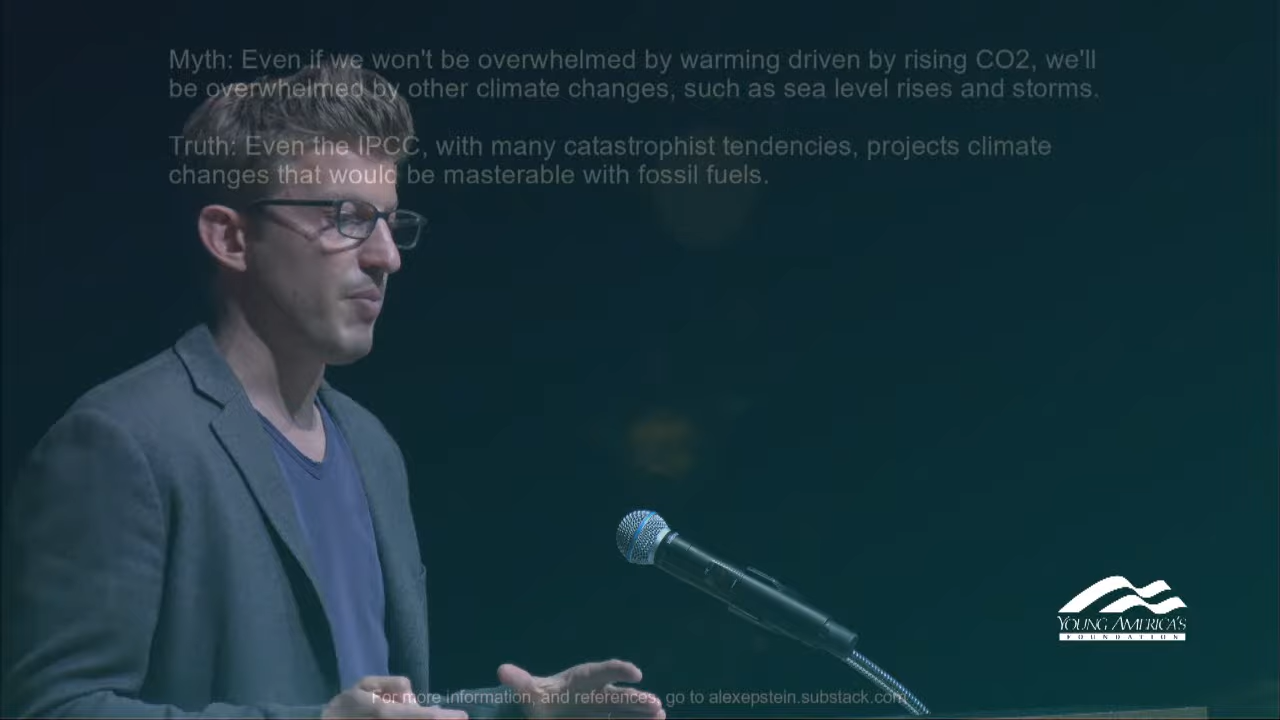 Myth: Even if we won't be overwhelmed by warming driven by rising CO2, we'll
be overwhelmed by other climate changes, such as sea level rises and storms.
Truth: Even the IPCC, with many catastrophist tendencies, projects climate
changes that would be masterable with fossil fuels.
YOUNG AMERICA'S
FOUNDATION
For more information, and references, go to alexepstein.substack.com